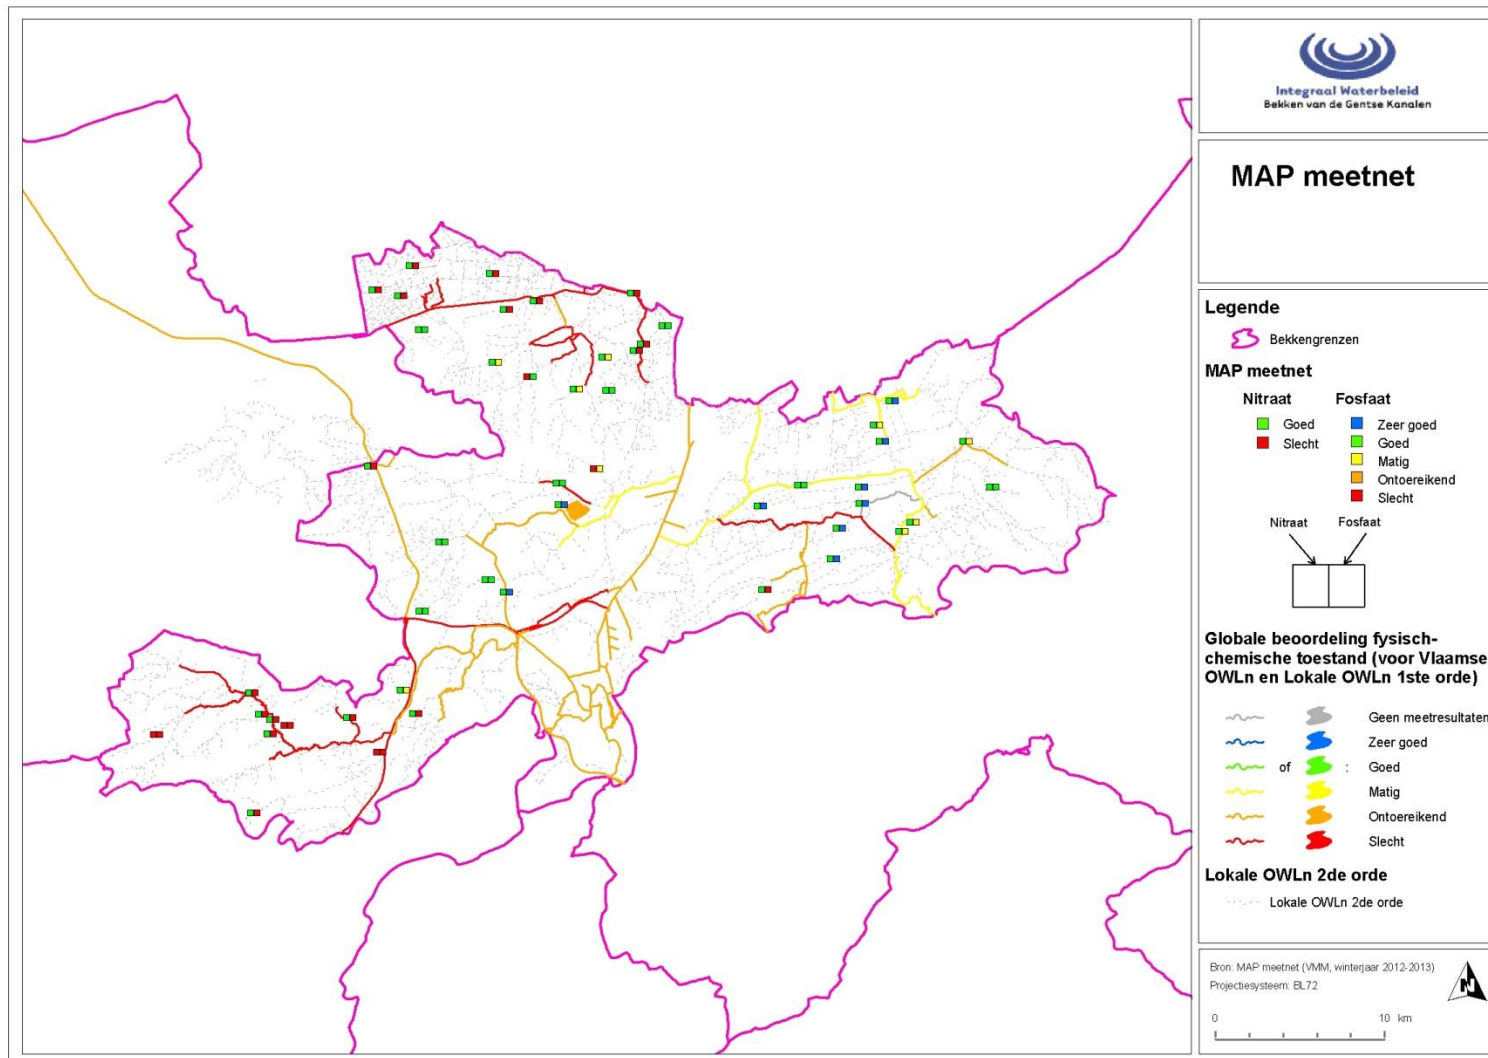 Integraal Waterbeleid
Bekken van de Gentse Kanalen
MAP meetnet
Legende
Bekkengrenzen
MAP meetnet
Nitraat Fosfaat
Goed Zeer goed
Slecht Goed
Matig
Ontoereikend
Slecht
Nitraat Fosfaat
Globale beoordeling fysisch-
chemische toestand (voor Vlaamse
OWLn en Lokale OWLn 1ste orde)
Geen meetresultaten
Zeer goed
of : Goed
Matig
Ontoereikend
Slecht
Lokale OWLn 2de orde
Lokale OWLn 2de orde
Bron: MAP meetnet (VMM, winterjaar 2012-2013)
Projectiesysteem: BL72
N
0 10 km